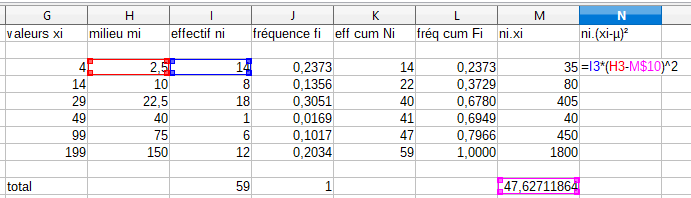 G H I J K L M N
valeurs xi milieu mi effectif ni fréquence fi eff cum Ni fréq cum Fi ni.xi ni.(xi-µ)²
4 2,5 14 0,2373 14 0,2373 35 =I3*(H3-M$10)^2
14 10 8 0,1356 22 0,3729 80
29 22,5 18 0,3051 40 0,6780 405
49 40 1 0,0169 41 0,6949 40
99 75 6 0,1017 47 0,7966 450
199 150 12 0,2034 59 1,0000 1800
total 59 1 47,62711864